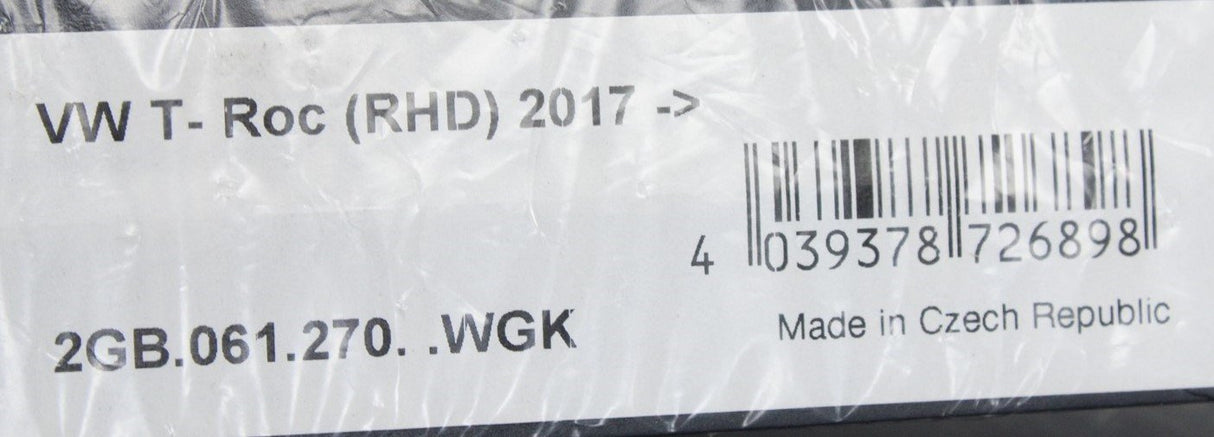 VW T- Roc (RHD) 2017 ->
4 039378 726898
2GB.061.270. .WGK
Made in Czech Republic